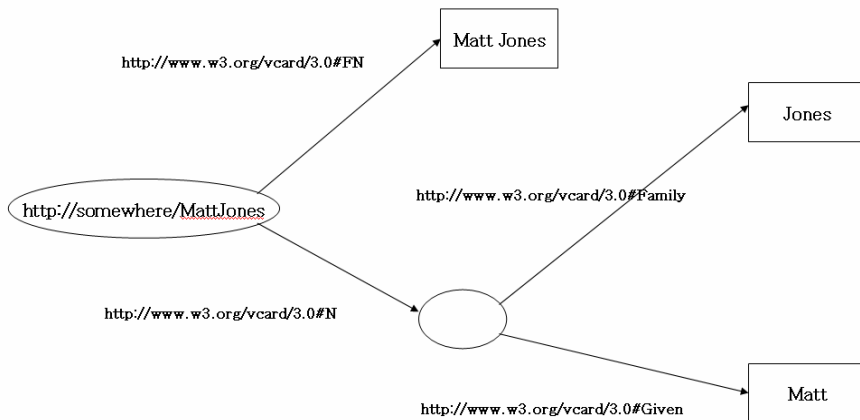 Matt Jones
http://www.w3.org/vcard/3.0#FN
Jones
http://www.w3.org/vcard/3.0#Family
http://somewhere/MattJones
http://www.w3.org/vcard/3.0#N
Matt
http://www.w3.org/vcard/3.0#Given